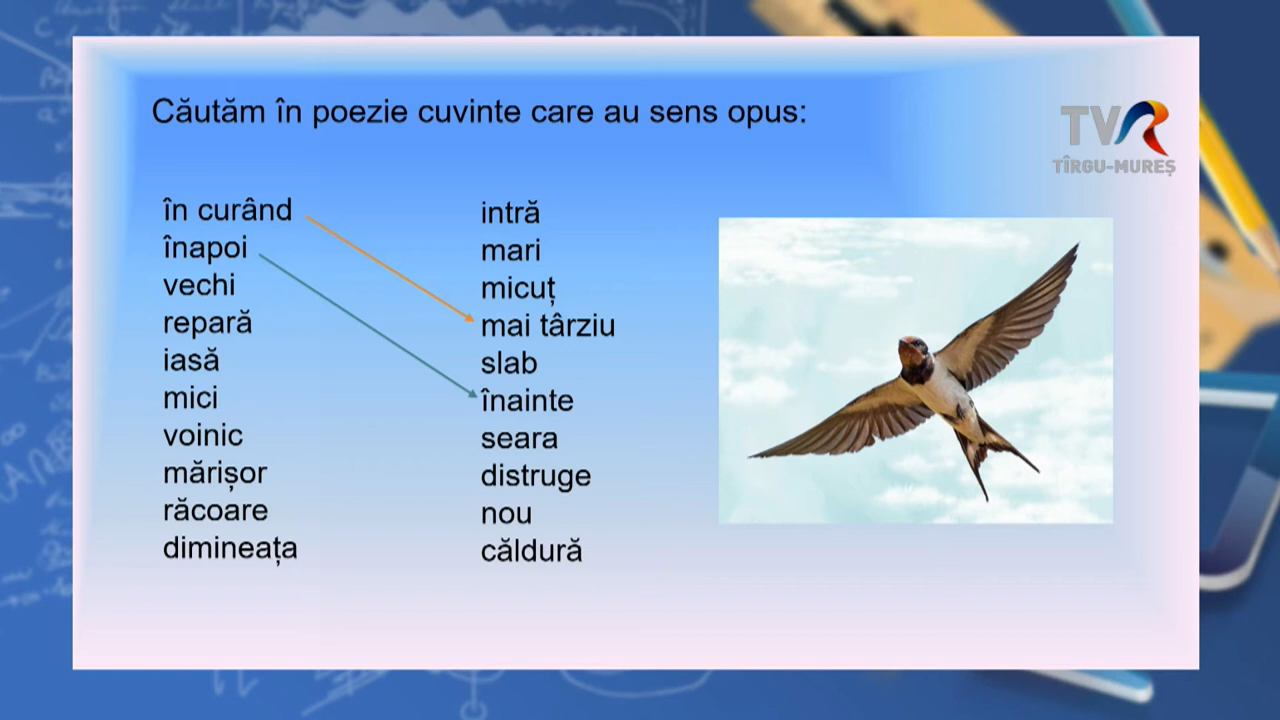 Căutăm în poezie cuvinte care au sens opus:
TVR
TÎRGU-MUREȘ
în curând
înapoi
vechi
repară
iasă
mici
voinic
mărișor
răcoare
dimineața
intră
mari
micuț
mai târziu
slab
înainte
seara
distruge
nou
căldură